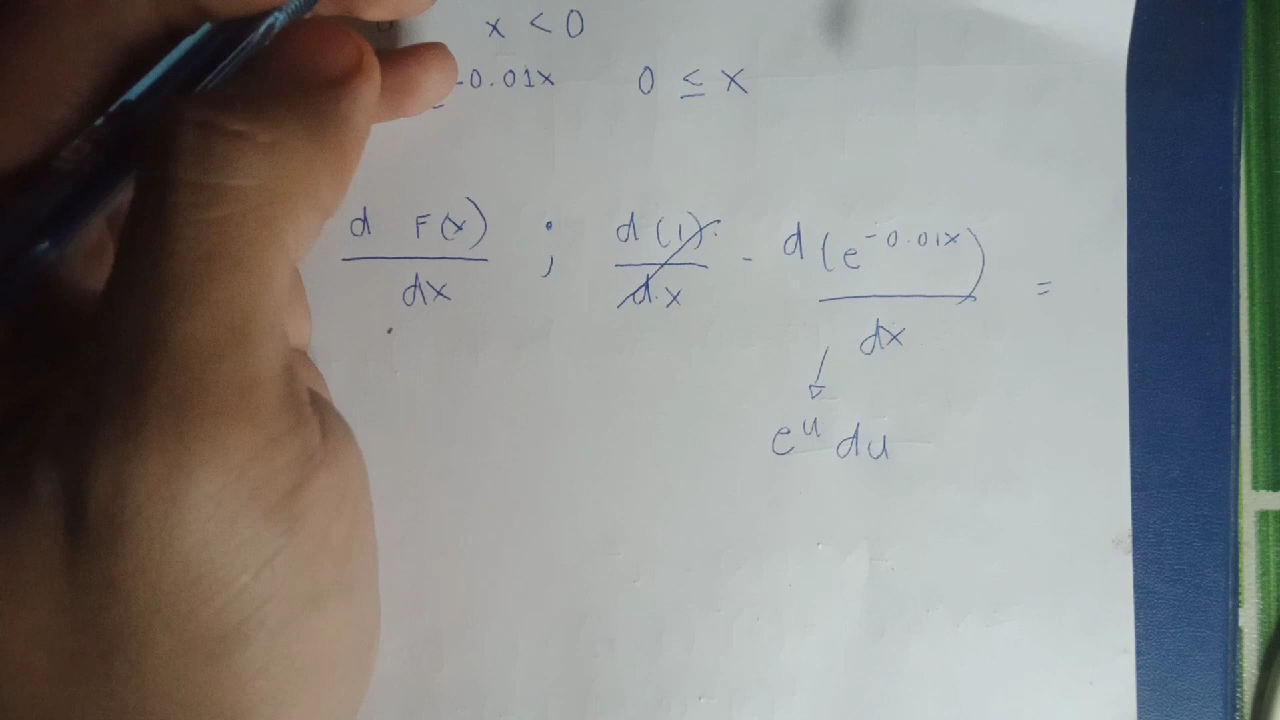 x < 0
-0.01x 0 ≤ x
d F(x) ; d(1) - d(e^-0.01x) =
dx d.x dx
e^u du